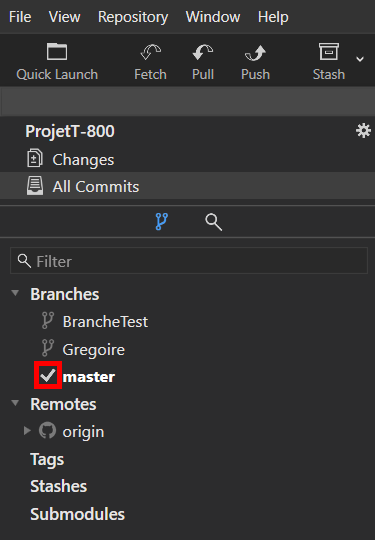 File View Repository Window Help
Quick Launch Fetch Pull Push Stash
ProjetT-800
Changes
All Commits
Filter
Branches
BrancheTest
Gregoire
master
Remotes
origin
Tags
Stashes
Submodules